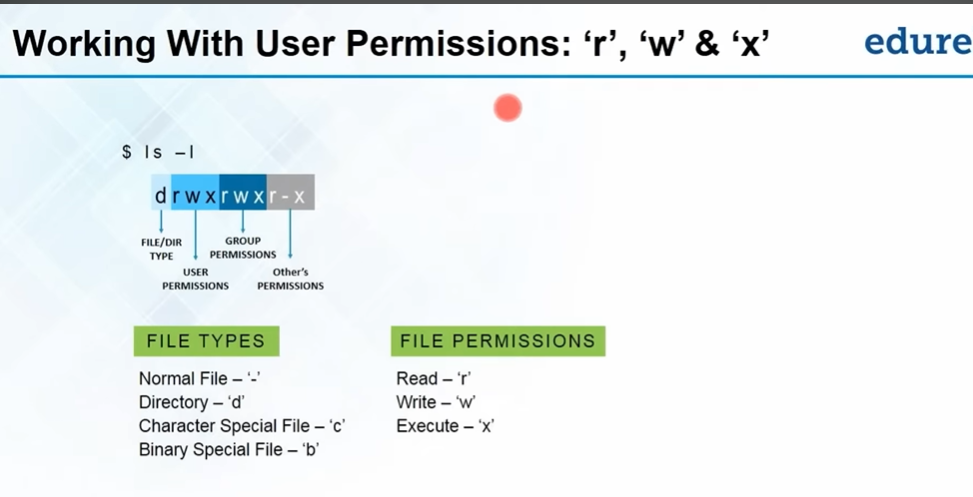 Working With User Permissions: ‘r’, ‘w’ & ‘x’
edure
$ ls –l
drwxrwxr-x
FILE/DIR
TYPE
USER
PERMISSIONS
GROUP
PERMISSIONS
Other's
PERMISSIONS
FILE TYPES
Normal File – ‘-’
Directory – ‘d’
Character Special File – ‘c’
Binary Special File – ‘b’
FILE PERMISSIONS
Read – ‘r’
Write – ‘w’
Execute – ‘x’